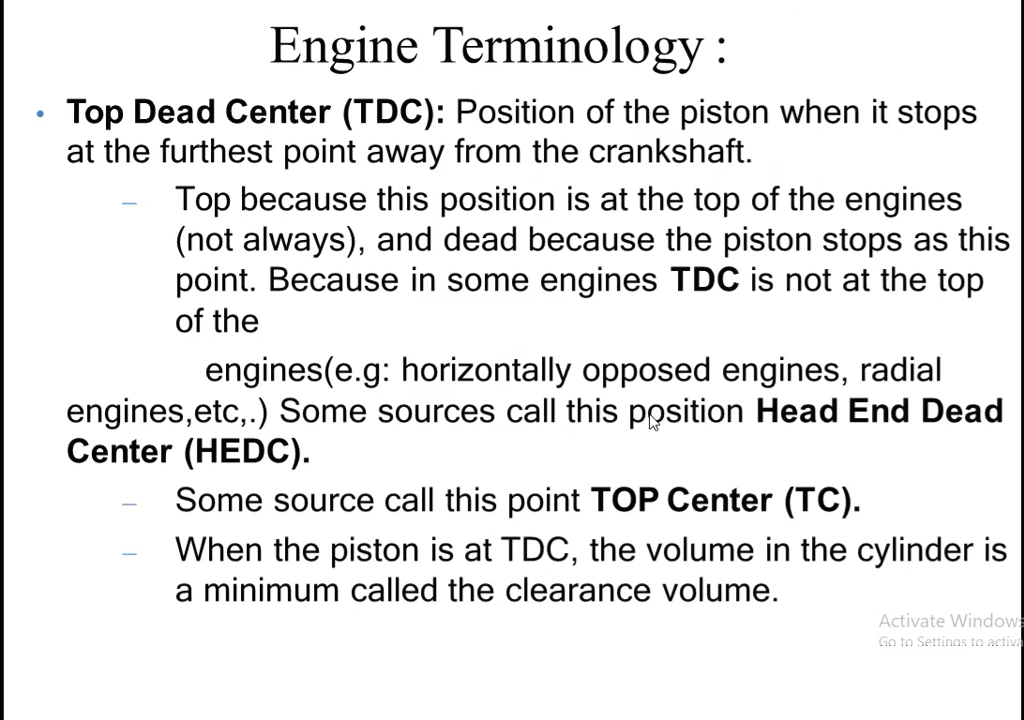 Engine Terminology :
• Top Dead Center (TDC): Position of the piston when it stops
at the furthest point away from the crankshaft.
– Top because this position is at the top of the engines
(not always), and dead because the piston stops as this
point. Because in some engines TDC is not at the top
of the
engines(e.g: horizontally opposed engines, radial
engines,etc,.) Some sources call this position Head End Dead
Center (HEDC).
– Some source call this point TOP Center (TC).
– When the piston is at TDC, the volume in the cylinder is
a minimum called the clearance volume.
Activate Windows
Go to Settings to activa